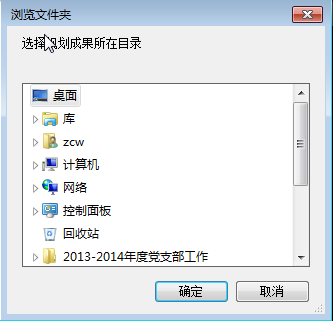 浏览文件夹
选择规划成果所在目录
桌面
库
zcw
计算机
网络
控制面板
回收站
2013-2014年度党支部工作
确定
取消